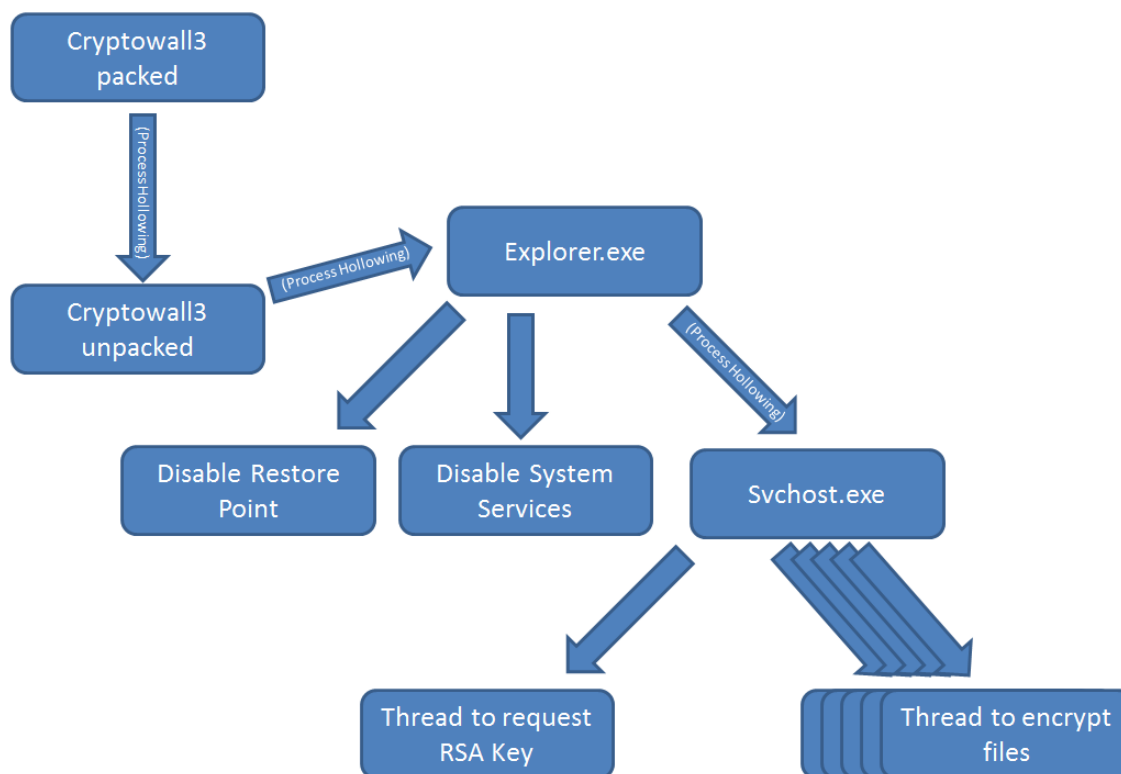 Cryptowall3
packed
(ProcessHollowing)
Cryptowall3
unpacked
(Process Hollowing)
Explorer.exe
(Process Hollowing)
Disable Restore
Point
Disable System
Services
Svchost.exe
Thread to request
RSA Key
Thread to encrypt
files